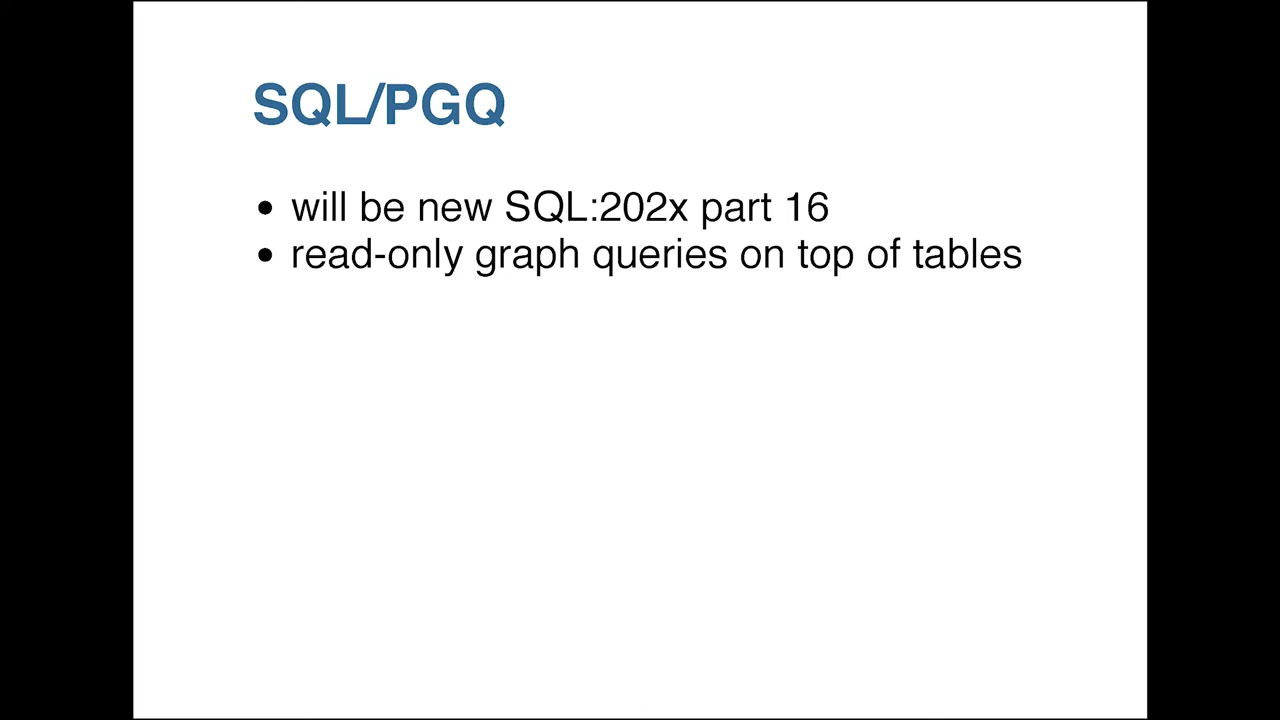 SQL/PGQ
• will be new SQL:202x part 16
• read-only graph queries on top of tables